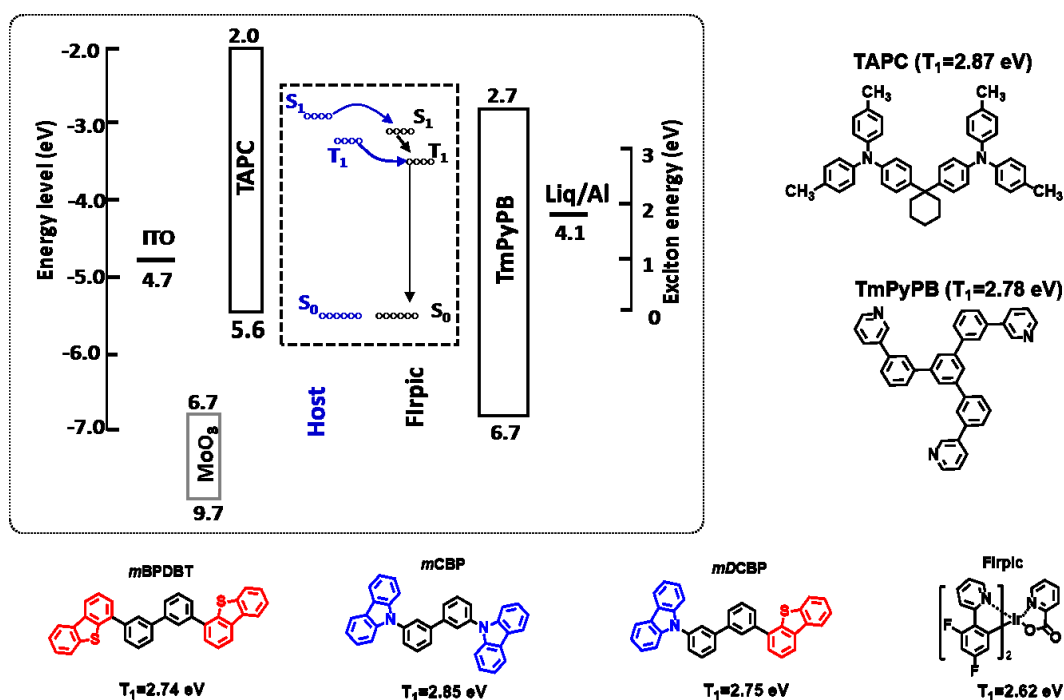 Energy level (eV)
-2.0
-3.0
-4.0
-5.0
-6.0
-7.0
ITO
4.7
6.7
MoO3
9.7
2.0
TAPC
5.6
S1
T1
S0
S1
T1
S0
Host
FIrpic
2.7
TmPyPB
6.7
Liq/Al
4.1
3
2
1
0
Exciton energy (eV)
TAPC (T1=2.87 eV)
CH3
CH3
N
N
H3C
CH3
TmPyPB (T1=2.78 eV)
N
N
N
mBPDBT
S
S
T1=2.74 eV
mCBP
N
N
T1=2.85 eV
mDCBP
N
S
T1=2.75 eV
FIrpic
N
N
Ir
O
O
F
F
2
T1=2.62 eV